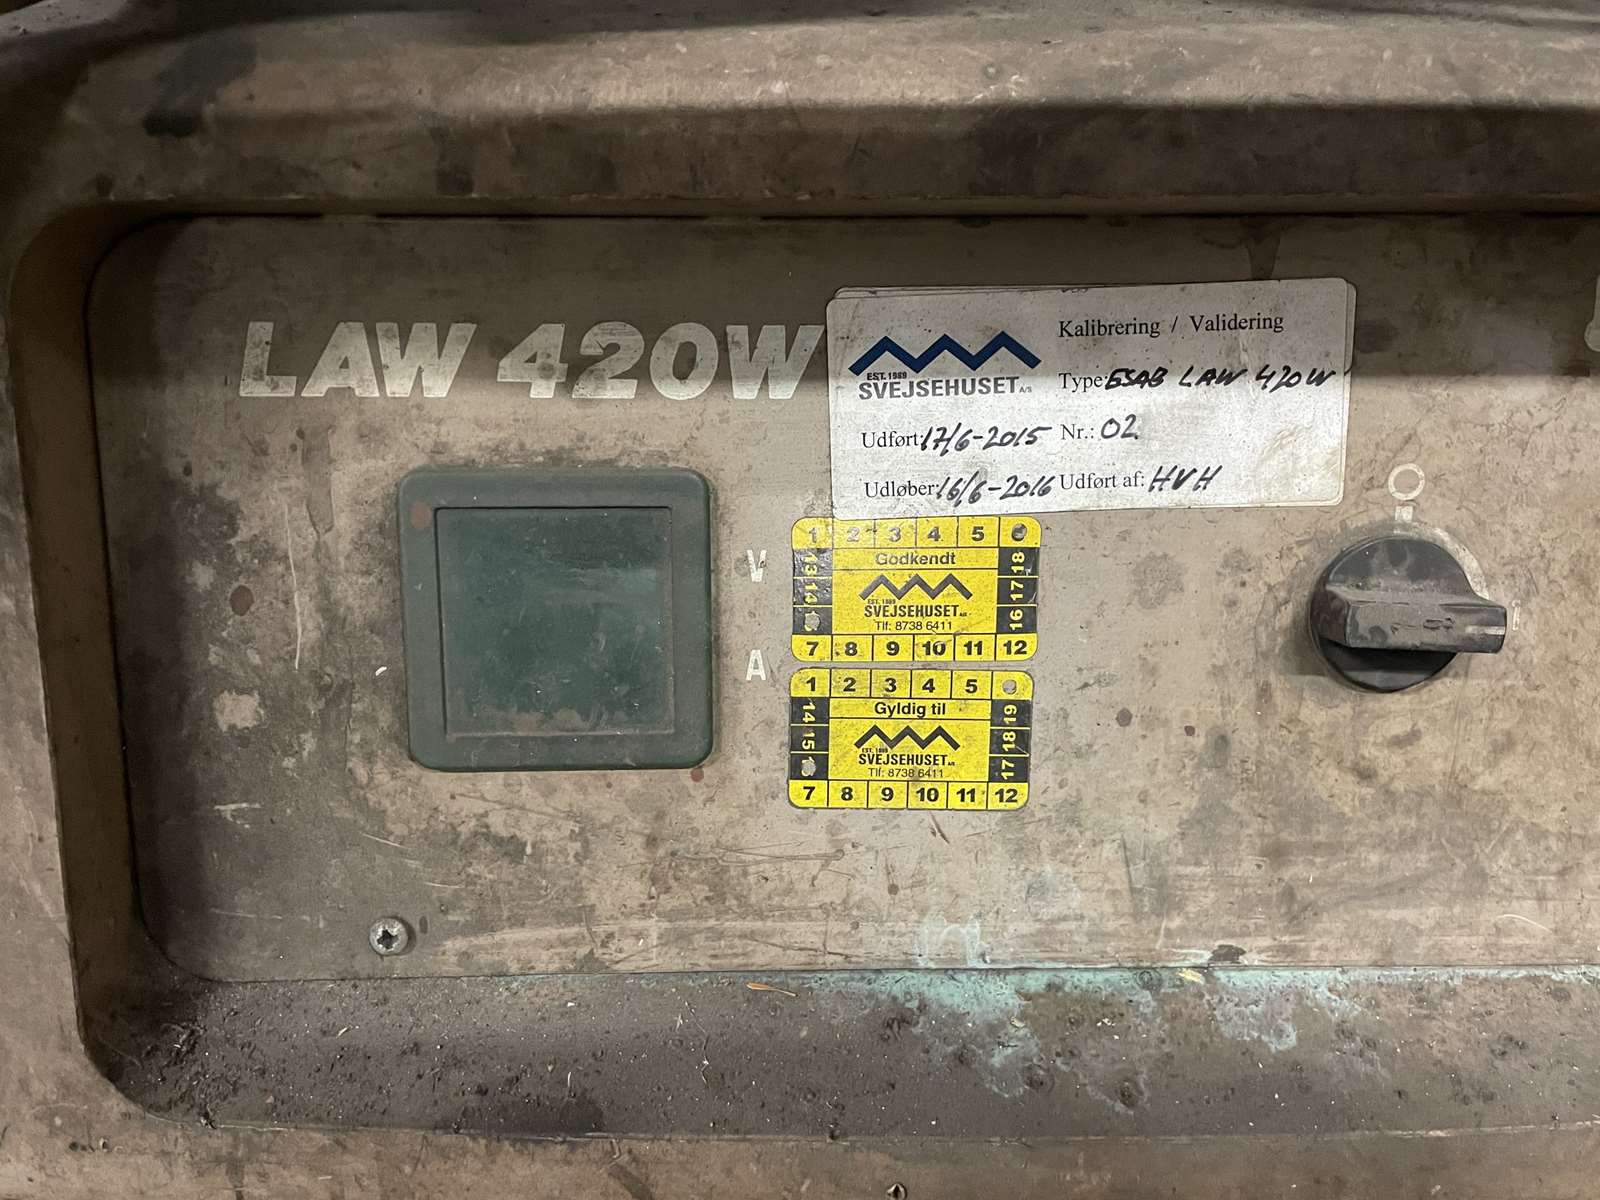 LAW 420W
EST. 1989
SVEJSEHUSET A/S
Kalibrering / Validering
Type: ESAB LAW 420W
Udført: 17/6-2015 Nr.: 02
Udløber: 16/6-2016 Udført af: HVH
V
A
1 2 3 4 5
Godkendt
13 14
18 17 16
EST. 1989
SVEJSEHUSET A/S
Tlf: 8738 6411
7 8 9 10 11 12
1 2 3 4 5
Gyldig til
14 15
19 18 17
EST. 1989
SVEJSEHUSET A/S
Tlf: 8738 6411
7 8 9 10 11 12